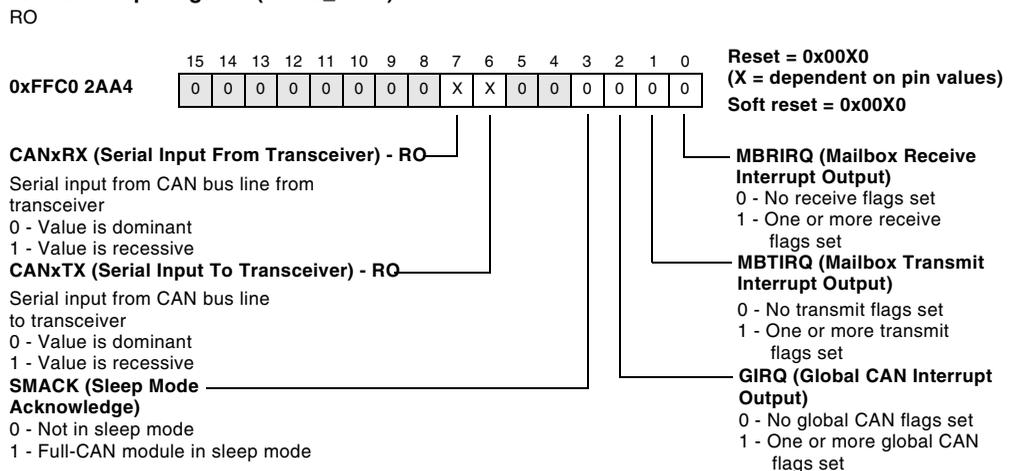 RO
15 14 13 12 11 10 9 8 7 6 5 4 3 2 1 0
0xFFC0 2AA4
0 0 0 0 0 0 0 0 X X 0 0 0 0 0 0
Reset = 0x00X0
(X = dependent on pin values)
Soft reset = 0x00X0
CANxRX (Serial Input From Transceiver) - RO
Serial input from CAN bus line from
transceiver
0 - Value is dominant
1 - Value is recessive
CANxTX (Serial Input To Transceiver) - RO
Serial input from CAN bus line
to transceiver
0 - Value is dominant
1 - Value is recessive
SMACK (Sleep Mode
Acknowledge)
0 - Not in sleep mode
1 - Full-CAN module in sleep mode
MBRIRQ (Mailbox Receive
Interrupt Output)
0 - No receive flags set
1 - One or more receive
flags set
MBTIRQ (Mailbox Transmit
Interrupt Output)
0 - No transmit flags set
1 - One or more transmit
flags set
GIRQ (Global CAN Interrupt
Output)
0 - No global CAN flags set
1 - One or more global CAN
flags set